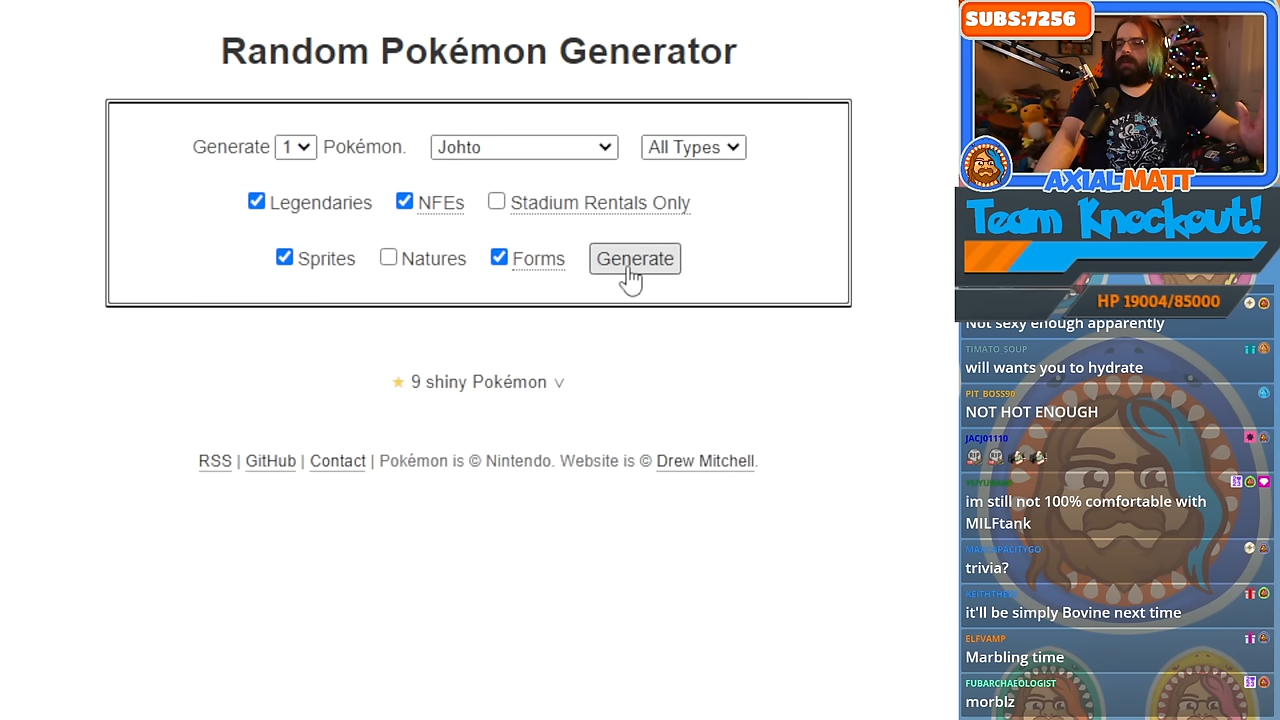 Random Pokémon Generator
Generate 1 Pokémon. Johto All Types
Legendaries NFEs Stadium Rentals Only
Sprites Natures Forms Generate
★ 9 shiny Pokémon ∨
RSS | GitHub | Contact | Pokémon is © Nintendo. Website is © Drew Mitchell.
SUBS:7256
AXIALMATT
Team Knockout!
HP 19004/85000
Not sexy enough apparently
TIMATO SOUP
will wants you to hydrate
PIT_BOSS90
NOT HOT ENOUGH
JACJ01110
im still not 100% comfortable with
MILFtank
trivia?
it'll be simply Bovine next time
ELFVAMP
Marbling time
FUBARCHAEOLOGIST
morblz